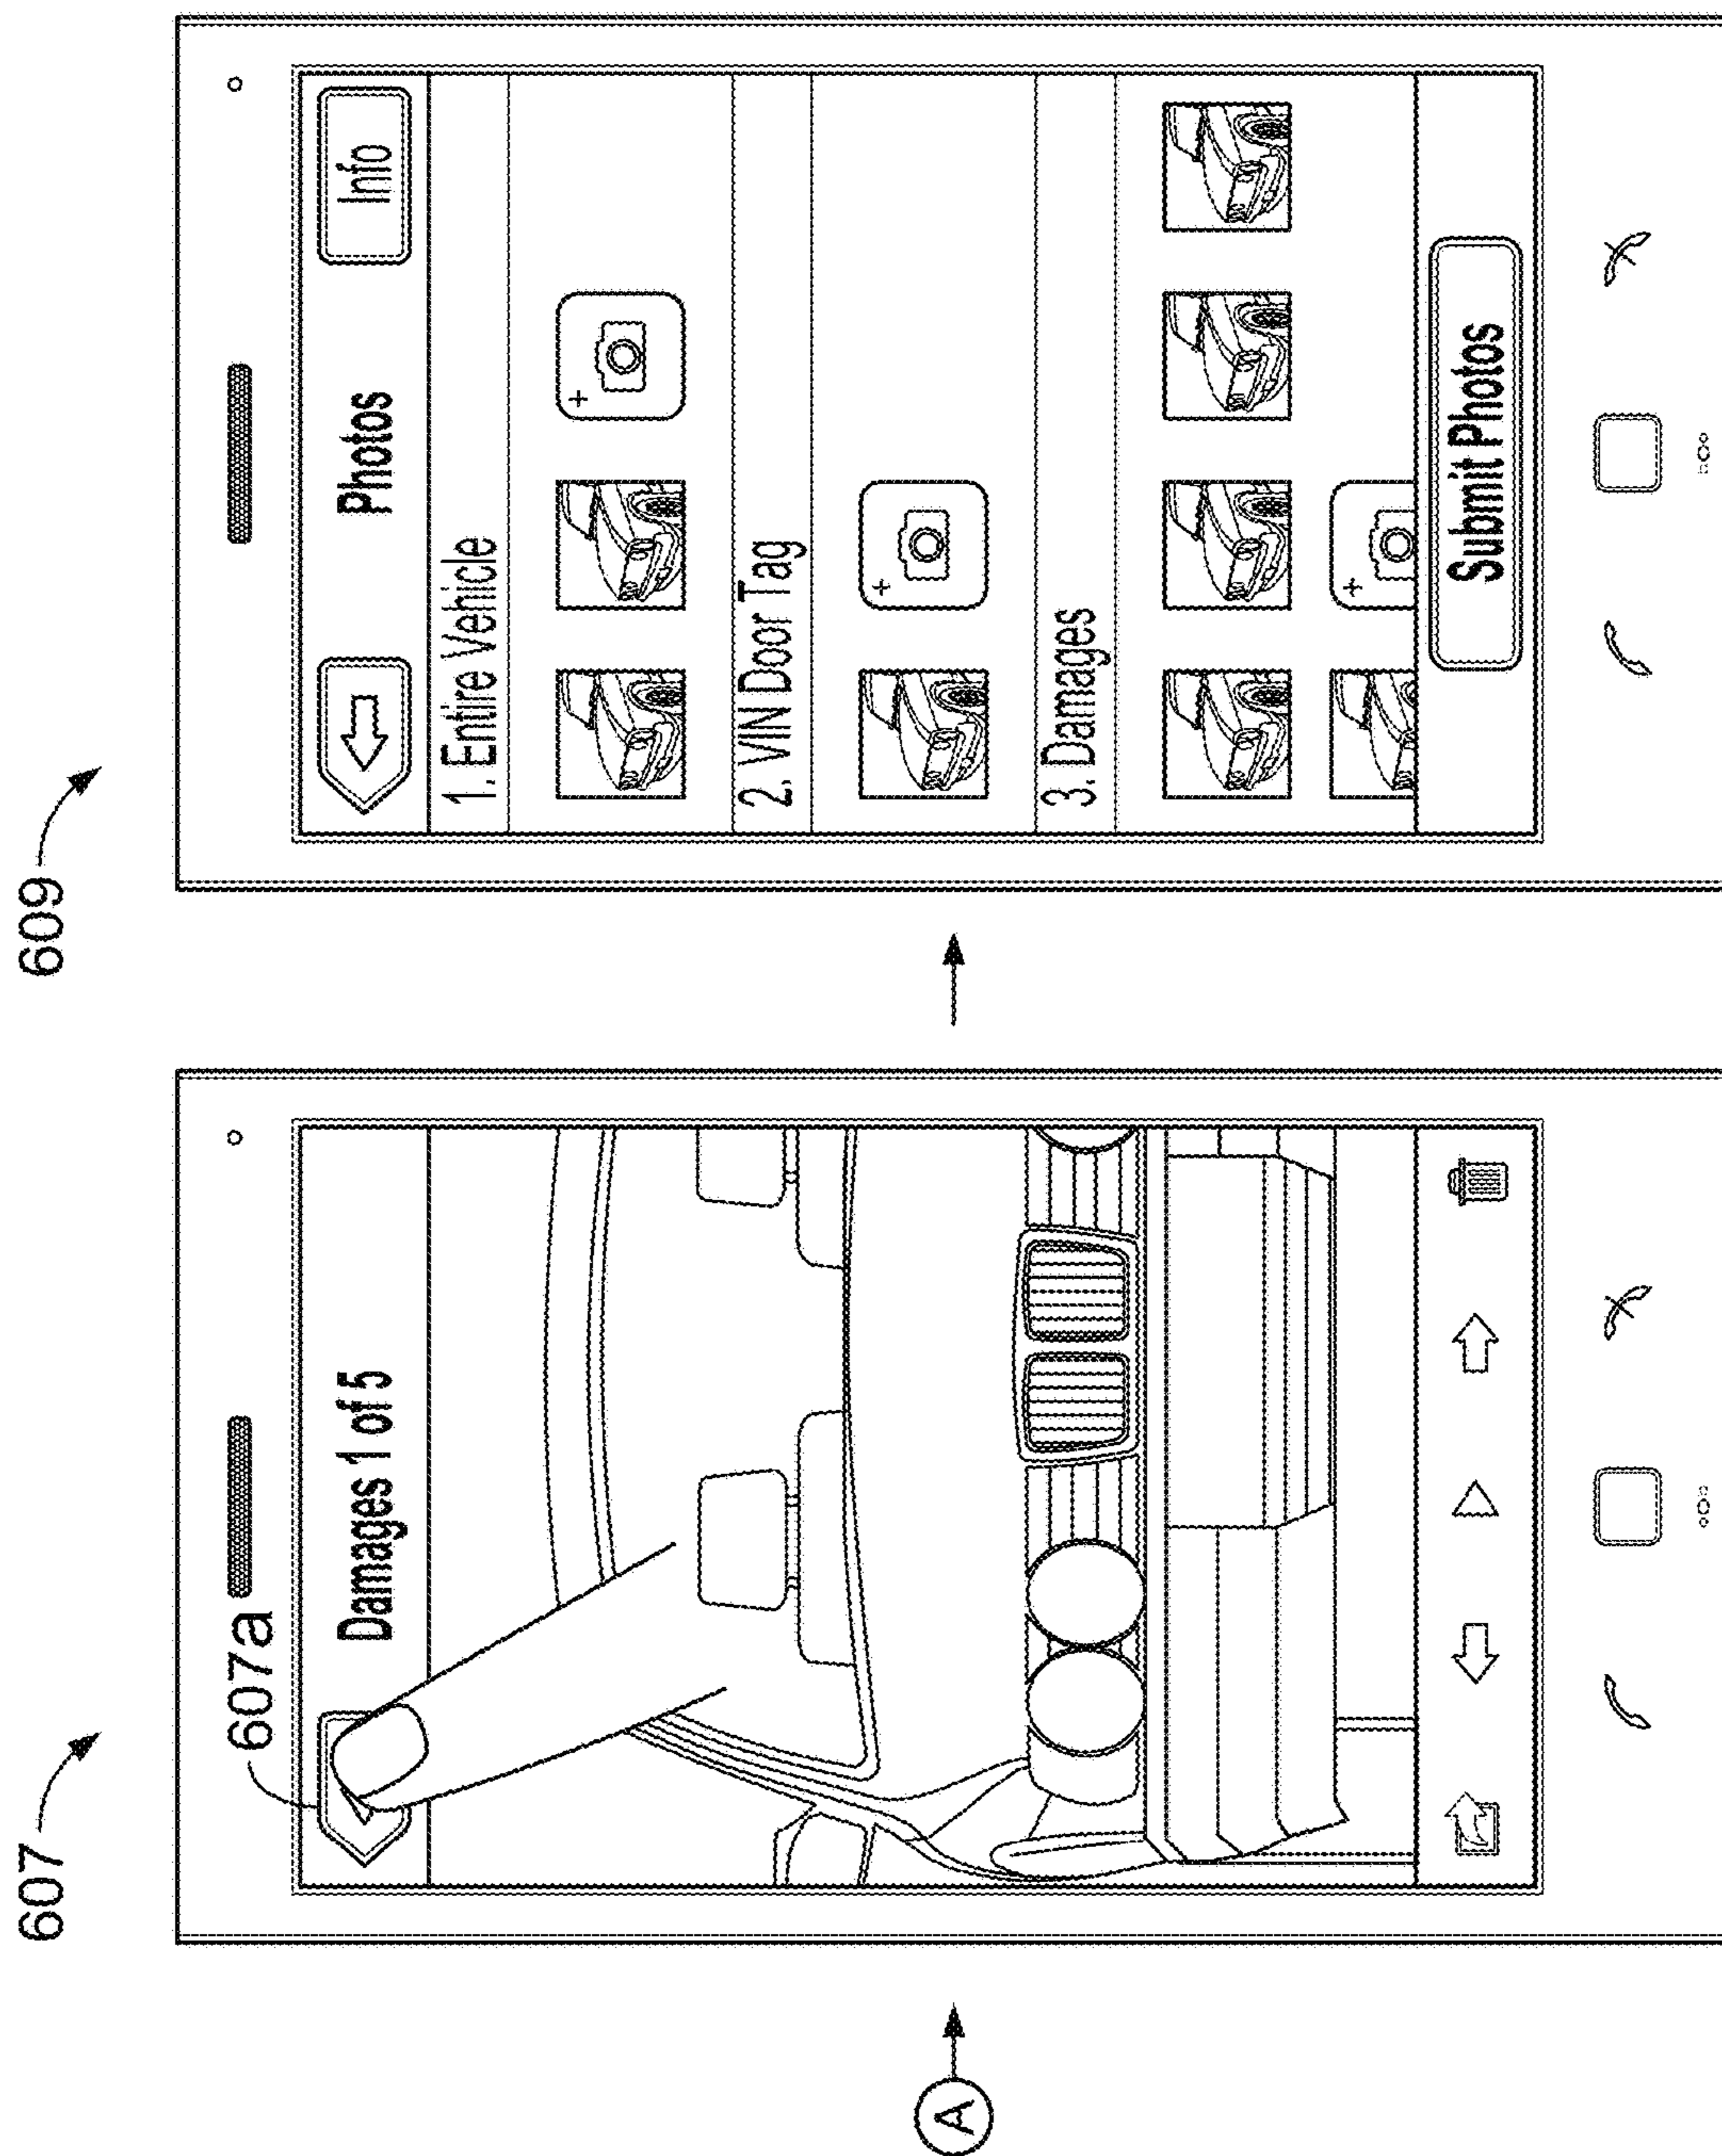 607
609
607a
Damages 1 of 5
Photos
Info
1. Entire Vehicle
2. VIN Door Tag
3. Damages
Submit Photos
A